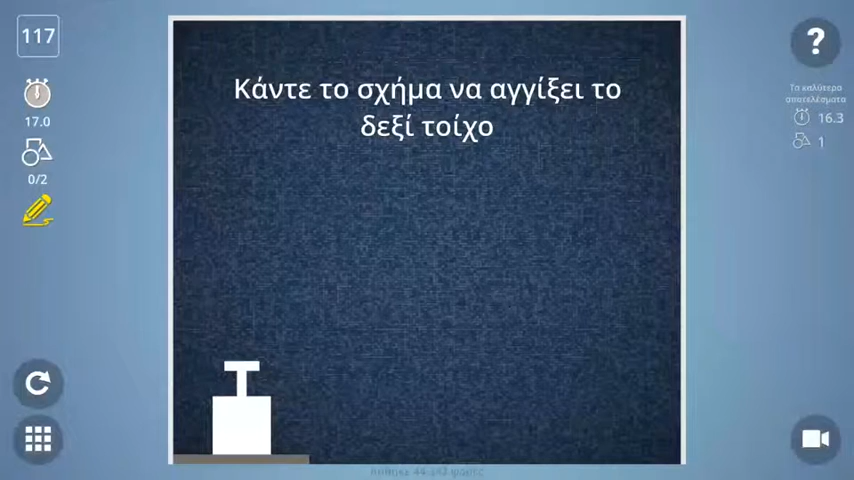 117
Κάντε το σχήμα να αγγίξει το
δεξί τοίχο
17.0
0/2
?
Τα καλύτερα
αποτελέσματα
16.3
1